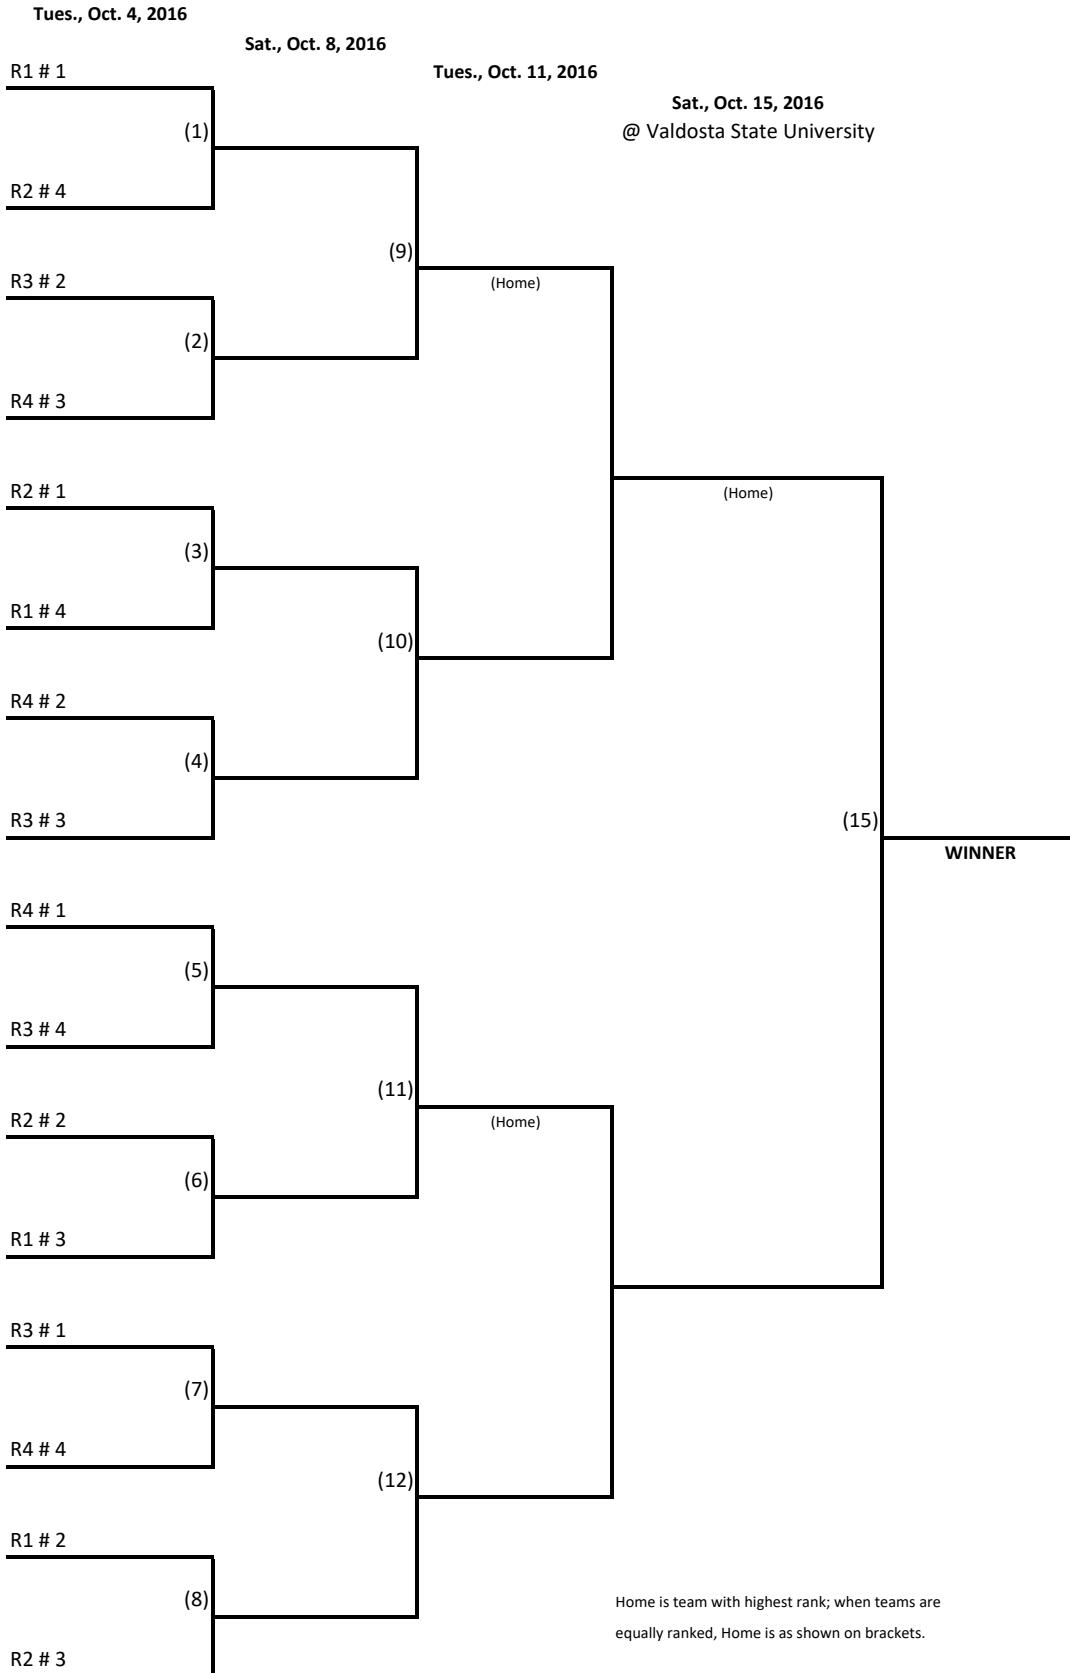 Tues., Oct. 4, 2016
Sat., Oct. 8, 2016
R1 # 1
Tues., Oct. 11, 2016
Sat., Oct. 15, 2016
(1)
@ Valdosta State University
R2 # 4
(9)
R3 # 2
(Home)
(2)
R4 # 3
R2 # 1
(Home)
(3)
R1 # 4
(10)
R4 # 2
(4)
R3 # 3
(15)
WINNER
R4 # 1
(5)
R3 # 4
(11)
R2 # 2
(Home)
(6)
R1 # 3
R3 # 1
(7)
R4 # 4
(12)
R1 # 2
(8)
Home is team with highest rank; when teams are
equally ranked, Home is as shown on brackets.
R2 # 3